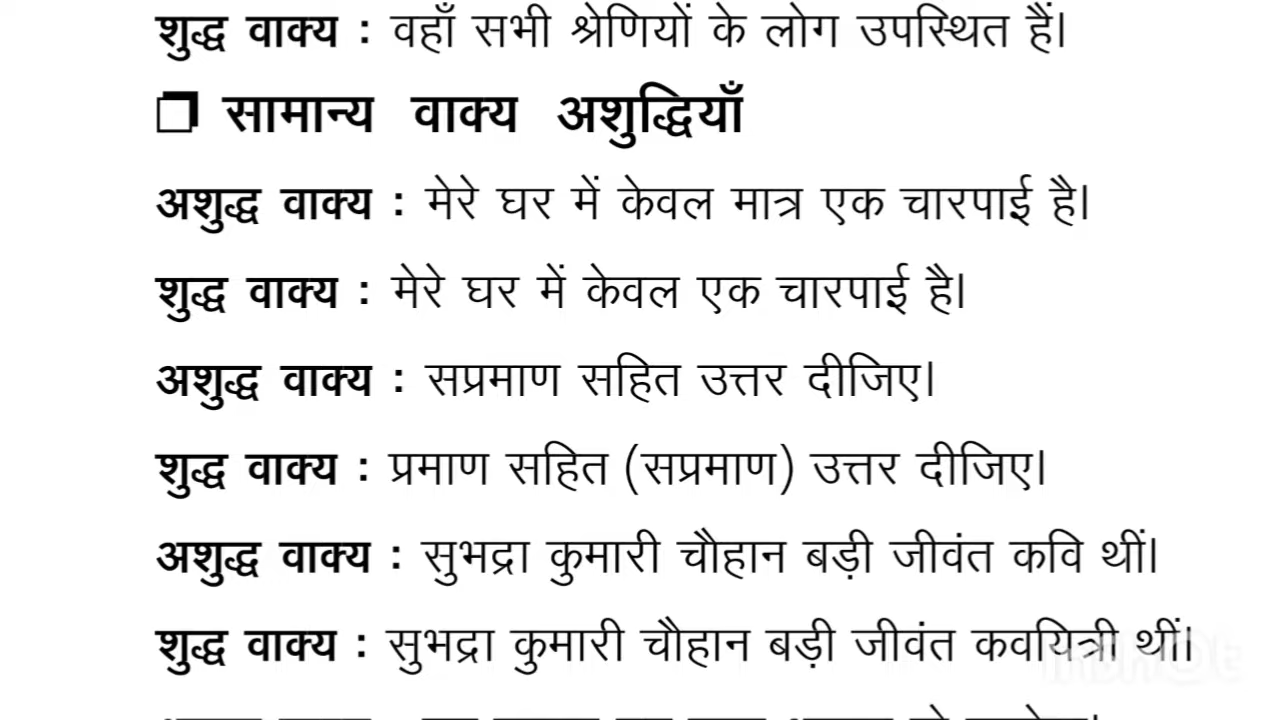 शुद्ध वाक्य : वहाँ सभी श्रेणियों के लोग उपस्थित हैं।
❒ सामान्य वाक्य अशुद्धियाँ
अशुद्ध वाक्य : मेरे घर में केवल मात्र एक चारपाई है।
शुद्ध वाक्य : मेरे घर में केवल एक चारपाई है।
अशुद्ध वाक्य : सप्रमाण सहित उत्तर दीजिए।
शुद्ध वाक्य : प्रमाण सहित (सप्रमाण) उत्तर दीजिए।
अशुद्ध वाक्य : सुभद्रा कुमारी चौहान बड़ी जीवंत कवि थीं।
शुद्ध वाक्य : सुभद्रा कुमारी चौहान बड़ी जीवंत कवयित्री थीं।